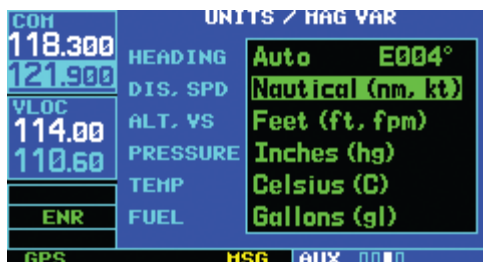 COM
118.300
121.900
VLOC
114.00
110.60
ENR
UNITS / MAG VAR
HEADING Auto E004°
DIS, SPD Nautical (nm, kt)
ALT, VS Feet (ft, fpm)
PRESSURE Inches (hg)
TEMP Celsius (C)
FUEL Gallons (gl)
GPS MSG AUX